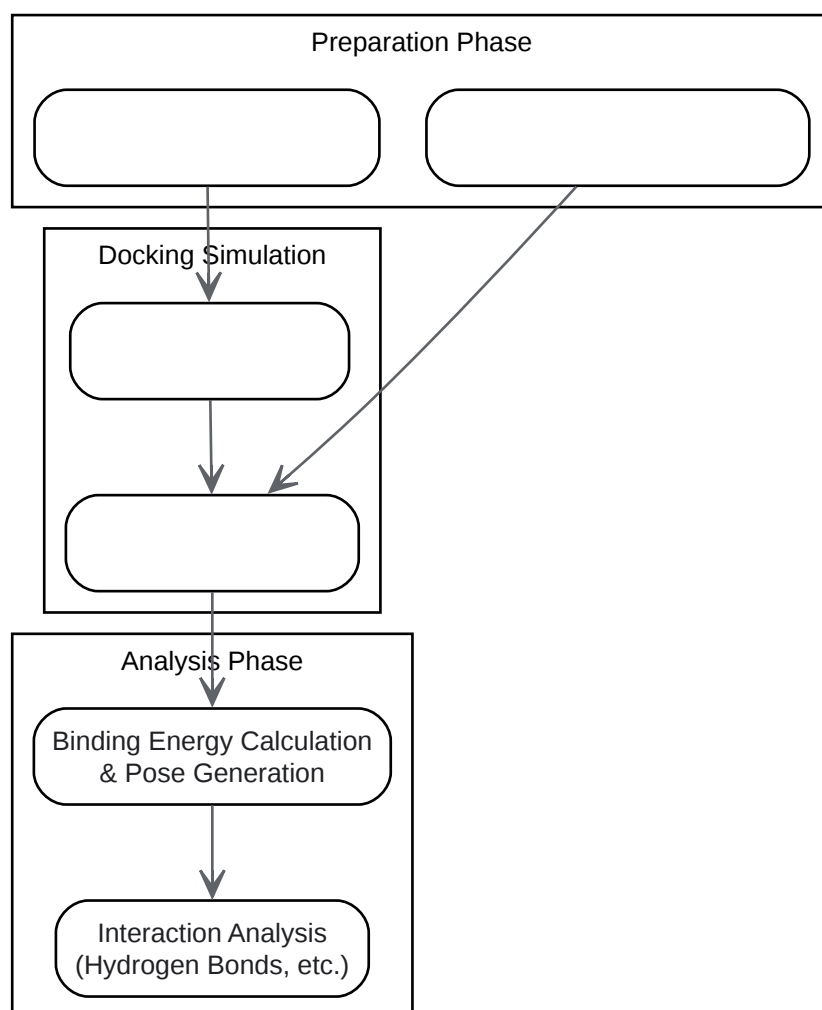 Preparation Phase
Docking Simulation
Analysis Phase
Binding Energy Calculation
& Pose Generation
Interaction Analysis
(Hydrogen Bonds, etc.)